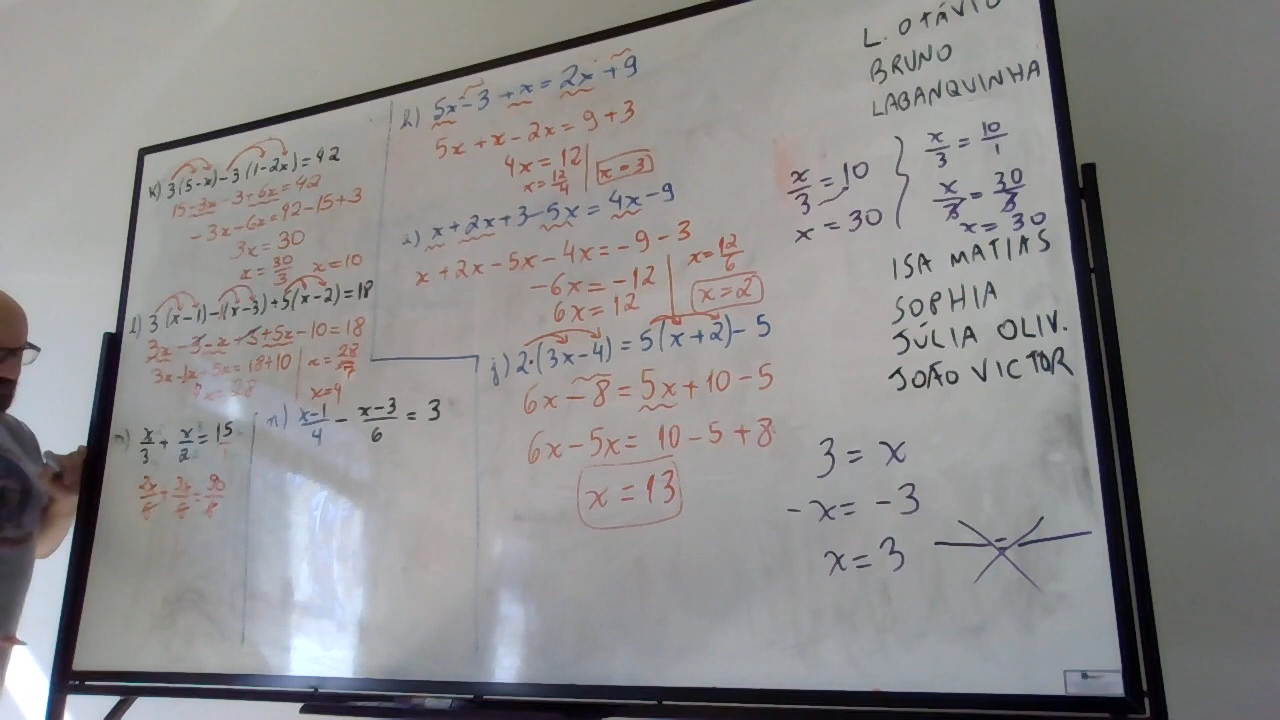 k) 3(5-x)-3(1-2x)=42
15-3x-3+6x=42
-3x-6x=42-15+3
3x=30
x=30/3 x=10
l) 3(x-1)-1(x-3)+5(x-2)=18
3x-3-x+3+5x-10=18
3x-1x+5x=18+10
7x=28
x=28/7
x=4
m) x/3+x/2=15
2x/6+3x/6=90/6
n) x-1/4 - x-3/6 = 3
h) 5x-3+x=2x+9
5x+x-2x=9+3
4x=12
x=12/4
x=3
i) x+2x+3-5x=4x-9
x+2x-5x-4x=-9-3
-6x=-12
6x=12
x=12/6
x=2
j) 2·(3x-4)=5(x+2)-5
6x-8=5x+10-5
6x-5x=10-5+8
x=13
L. OTÁVIO
BRUNO
LABANQUINHA
x/3=10
x=30
x/3=10/1
x/3=30/3
x=30
ISA MATIAS
SOPHIA
JÚLIA OLIV.
JOÃO VICTOR
3=x
-x=-3
x=3
=